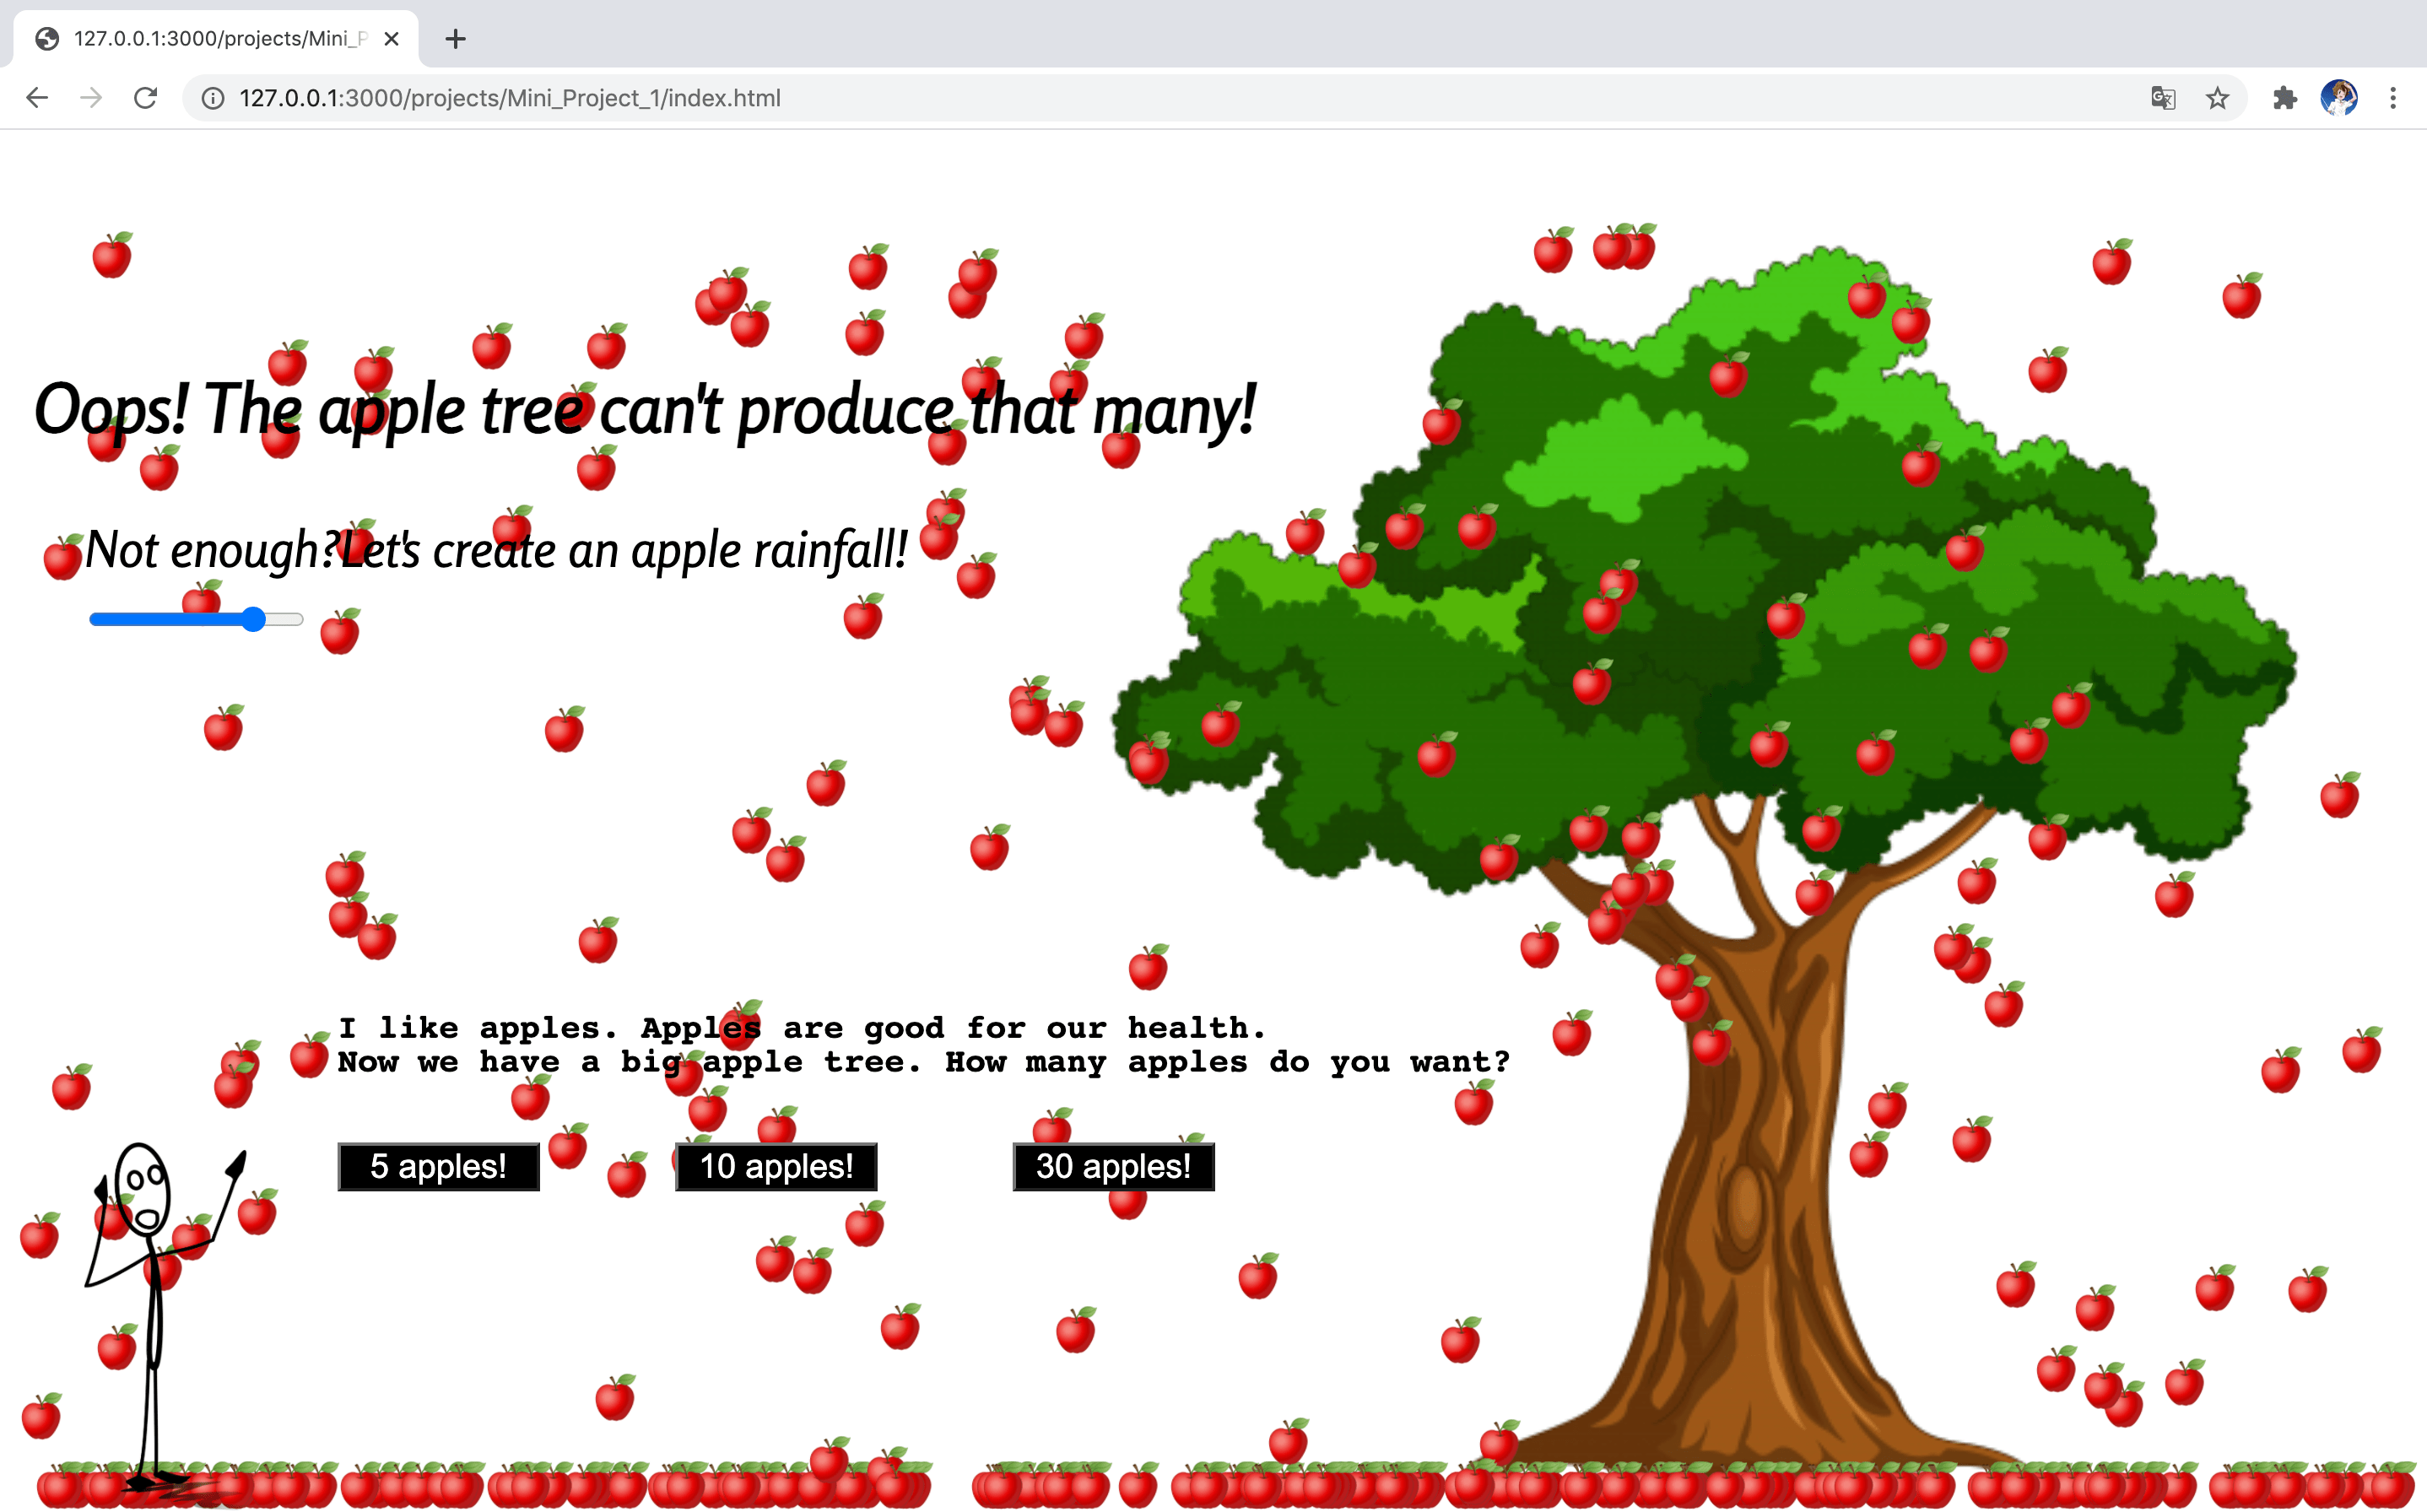 127.0.0.1:3000/projects/Mini_P
127.0.0.1:3000/projects/Mini_Project_1/index.html
Oops! The apple tree can't produce that many!
Not enough?Let's create an apple rainfall!
I like apples. Apples are good for our health.
Now we have a big apple tree. How many apples do you want?
5 apples!
10 apples!
30 apples!